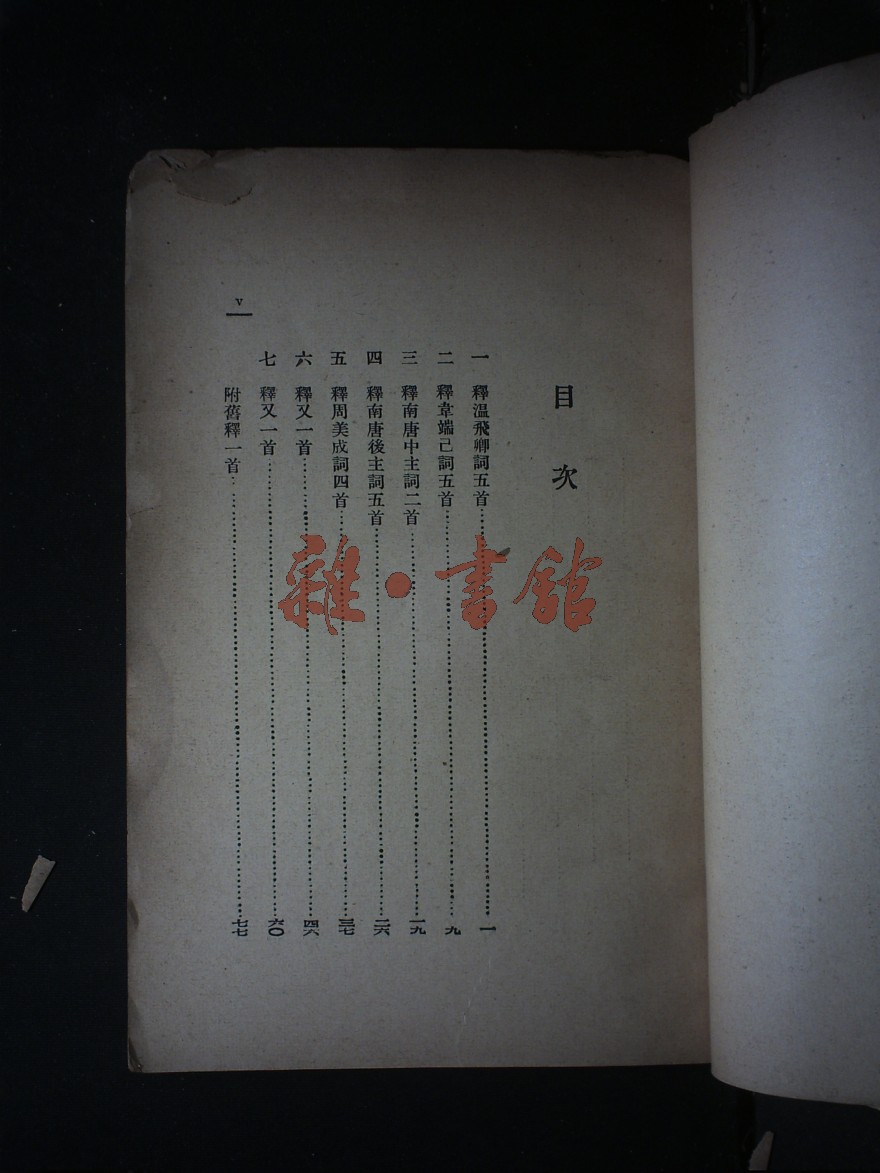 目次
一 釋溫飛卿詞五首………一
二 釋韋端己詞五首………九
三 釋南唐中主詞二首………一九
四 釋南唐後主詞五首………二六
五 釋周美成詞四首………三七
六 釋又一首………四六
七 釋又一首………六〇
附舊釋一首………七七
v
雜·書館